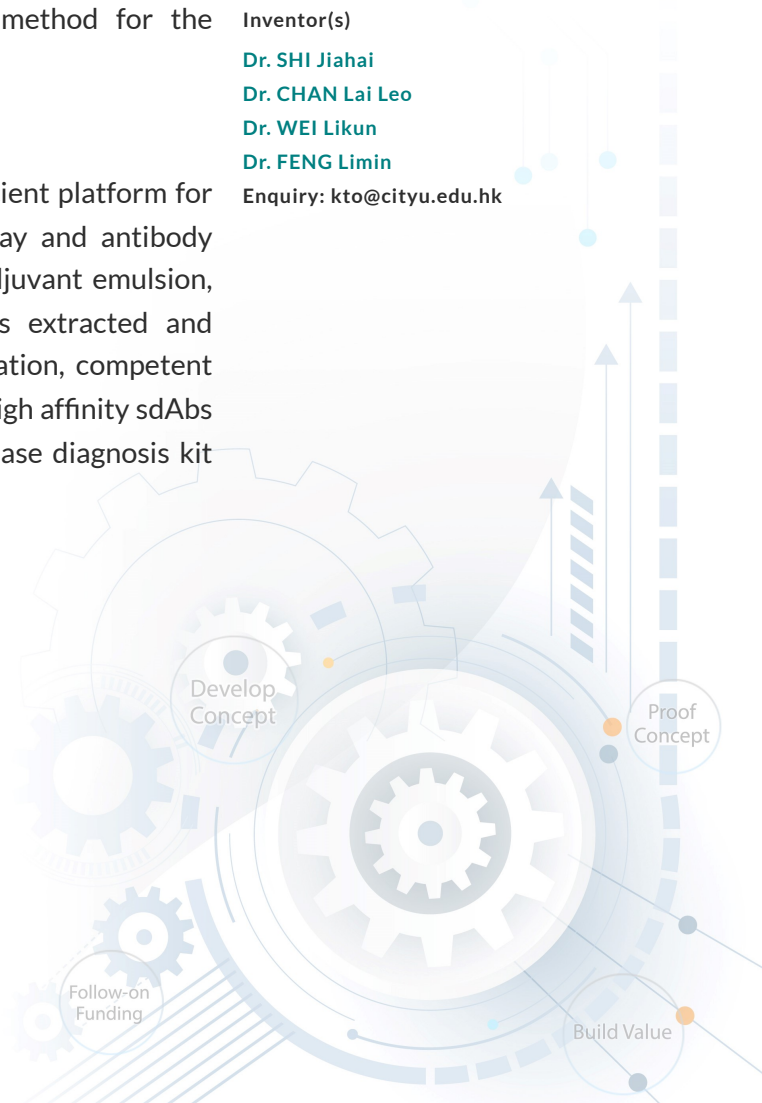 method for the
ient platform for
ay and antibody
ljuvant emulsion,
s extracted and
ation, competent
igh affinity sdAbs
ase diagnosis kit
Inventor(s)
Dr. SHI Jiahai
Dr. CHAN Lai Leo
Dr. WEI Likun
Dr. FENG Limin
Enquiry: kto@cityu.edu.hk
Develop
Concept
Proof
Concept
Follow-on
Funding
Build Value